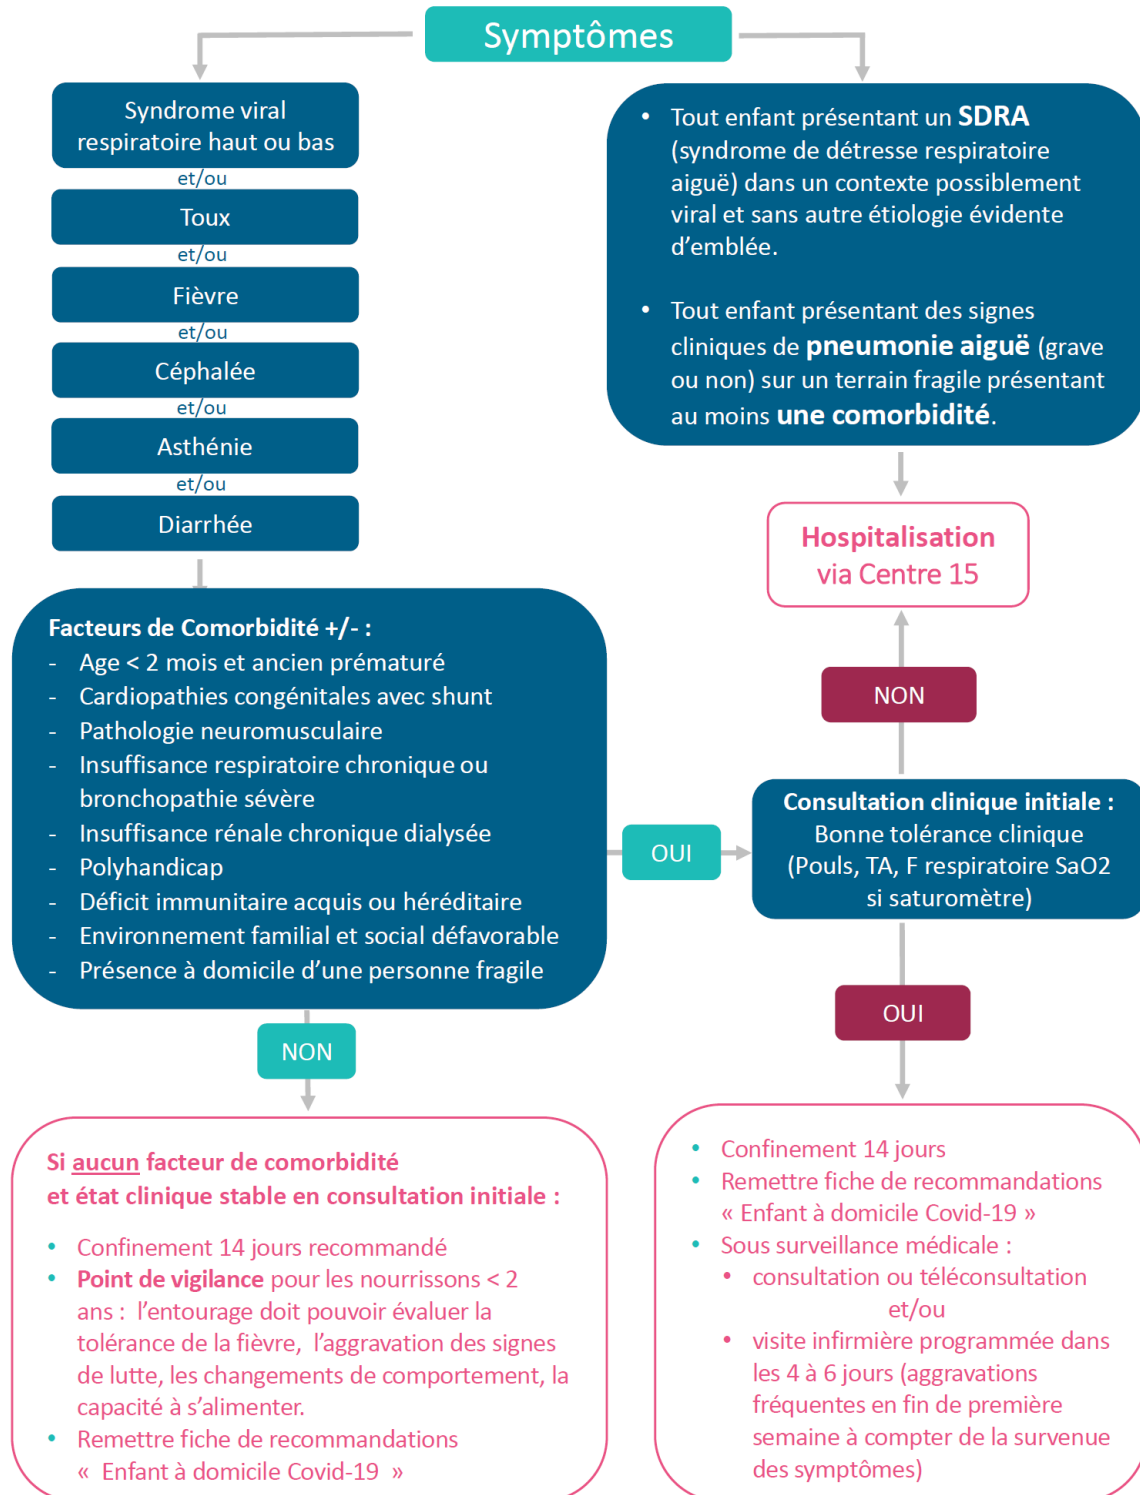 Symptômes
Syndrome viral
respiratoire haut ou bas
et/ou
Toux
et/ou
Fièvre
et/ou
Céphalée
et/ou
Asthénie
et/ou
Diarrhée
• Tout enfant présentant un SDRA
(syndrome de détresse respiratoire
aiguë) dans un contexte possiblement
viral et sans autre étiologie évidente
d’emblée.
• Tout enfant présentant des signes
cliniques de pneumonie aiguë (grave
ou non) sur un terrain fragile présentant
au moins une comorbidité.
Hospitalisation
via Centre 15
NON
Facteurs de Comorbidité +/- :
- Age < 2 mois et ancien prématuré
- Cardiopathies congénitales avec shunt
- Pathologie neuromusculaire
- Insuffisance respiratoire chronique ou
bronchopathie sévère
- Insuffisance rénale chronique dialysée
- Polyhandicap
- Déficit immunitaire acquis ou héréditaire
- Environnement familial et social défavorable
- Présence à domicile d’une personne fragile
OUI
Consultation clinique initiale :
Bonne tolérance clinique
(Pouls, TA, F respiratoire SaO2
si saturomètre)
OUI
NON
Si aucun facteur de comorbidité
et état clinique stable en consultation initiale :
• Confinement 14 jours recommandé
• Point de vigilance pour les nourrissons < 2
ans : l’entourage doit pouvoir évaluer la
tolérance de la fièvre, l’aggravation des signes
de lutte, les changements de comportement, la
capacité à s’alimenter.
• Remettre fiche de recommandations
« Enfant à domicile Covid-19 »
• Confinement 14 jours
• Remettre fiche de recommandations
« Enfant à domicile Covid-19 »
• Sous surveillance médicale :
• consultation ou téléconsultation
et/ou
• visite infirmière programmée dans
les 4 à 6 jours (aggravations
fréquentes en fin de première
semaine à compter de la survenue
des symptômes)